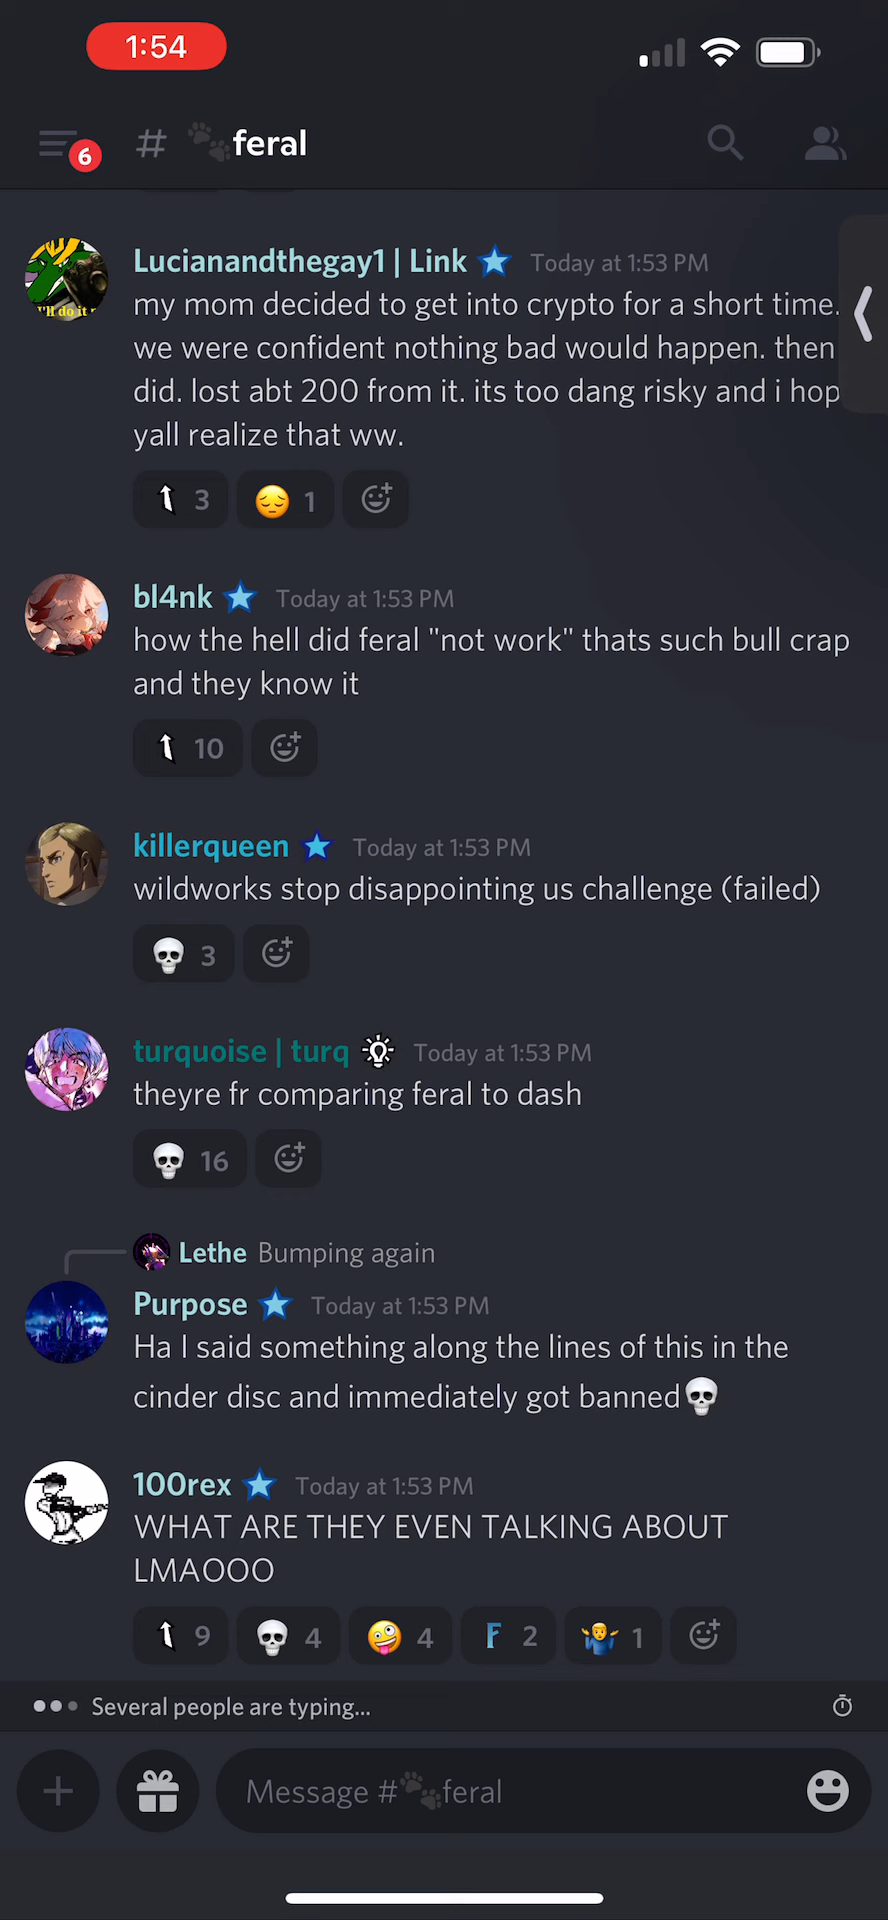 1:54
6
# feral
Lucianandthegay1 | Link Today at 1:53 PM
my mom decided to get into crypto for a short time.
we were confident nothing bad would happen. then
did. lost abt 200 from it. its too dang risky and i hop
yall realize that ww.
3 1
bl4nk Today at 1:53 PM
how the hell did feral "not work" thats such bull crap
and they know it
10
killerqueen Today at 1:53 PM
wildworks stop disappointing us challenge (failed)
3
turquoise | turq Today at 1:53 PM
theyre fr comparing feral to dash
16
Lethe Bumping again
Purpose Today at 1:53 PM
Ha I said something along the lines of this in the
cinder disc and immediately got banned💀
100rex Today at 1:53 PM
WHAT ARE THEY EVEN TALKING ABOUT
LMAOOO
9 4 4 F 2 1
Several people are typing...
Message #🐾feral